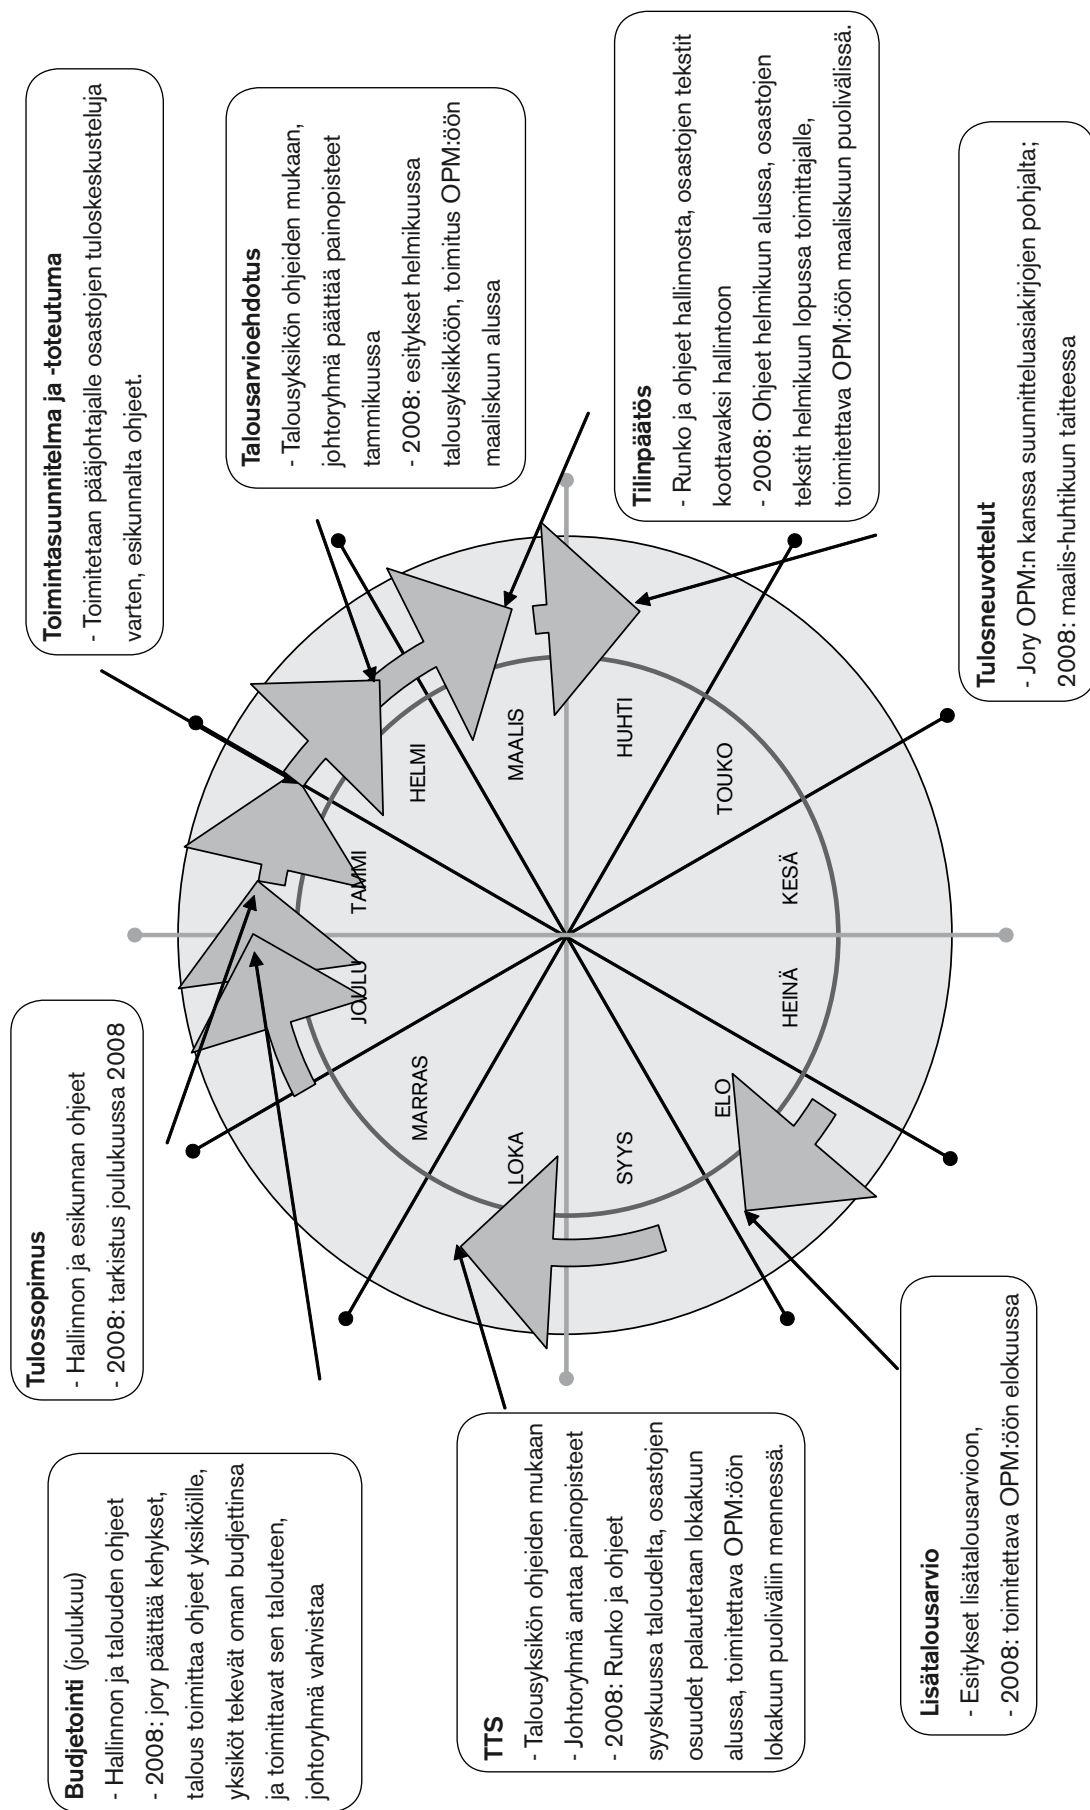 Budjetointi (joulukuu)
- Hallinnon ja talouden ohjeet
- 2008: jory päättää kehykset,
talous toimittaa ohjeet yksiköille,
yksiköt tekevät oman budjettinsa
ja toimittavat sen talouteen,
johtoryhmä vahvistaa
Tulossopimus
- Hallinnon ja esikunnan ohjeet
- 2008: tarkistus joulukuussa 2008
Toimintasuunnitelma ja -toteutuma
- Toimitetaan pääjohtajalle osastojen tuloskeskusteluja
varten, esikunnalta ohjeet.
Talousarvioehdotus
- Talousyksikön ohjeiden mukaan,
johtoryhmä päättää painopisteet
tammikuussa
- 2008: esitykset helmikuussa
talousyksikköön, toimitus OPM:öön
maaliskuun alussa
Tilinpäätös
- Runko ja ohjeet hallinnosta, osastojen tekstit
koottavaksi hallintoon
- 2008: Ohjeet helmikuun alussa, osastojen
tekstit helmikuun lopussa toimittajalle,
toimitettava OPM:öön maaliskuun puolivälissä.
Tulosneuvottelut
- Jory OPM:n kanssa suunnitteluasiakirjojen pohjalta;
2008: maalis-huhtikuun taitteessa
TTS
- Talousyksikön ohjeiden mukaan
- Johtoryhmä antaa painopisteet
- 2008: Runko ja ohjeet
syyskuussa taloudelta, osastojen
osuudet palautetaan lokakuun
alussa, toimitettava OPM:öön
lokakuun puoliväliin mennessä.
Lisätalousarvio
- Esitykset lisätalousarvioon,
- 2008: toimitettava OPM:öön elokuussa
JOULU
TAMMI
MARRAS
HELMI
LOKA
MAALIS
SYYS
HUHTI
ELO
TOUKO
HEINÄ
KESÄ